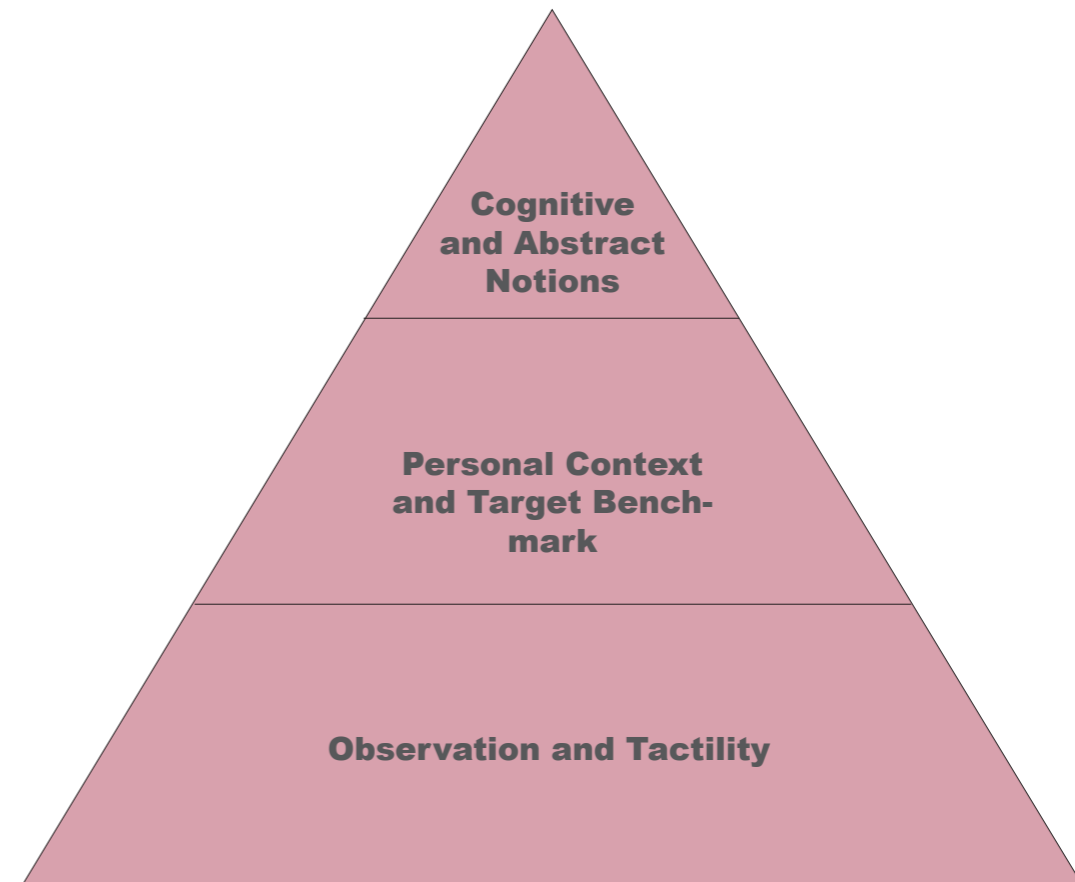 Cognitive
and Abstract
Notions
Personal Context
and Target Bench-
mark
Observation and Tactility